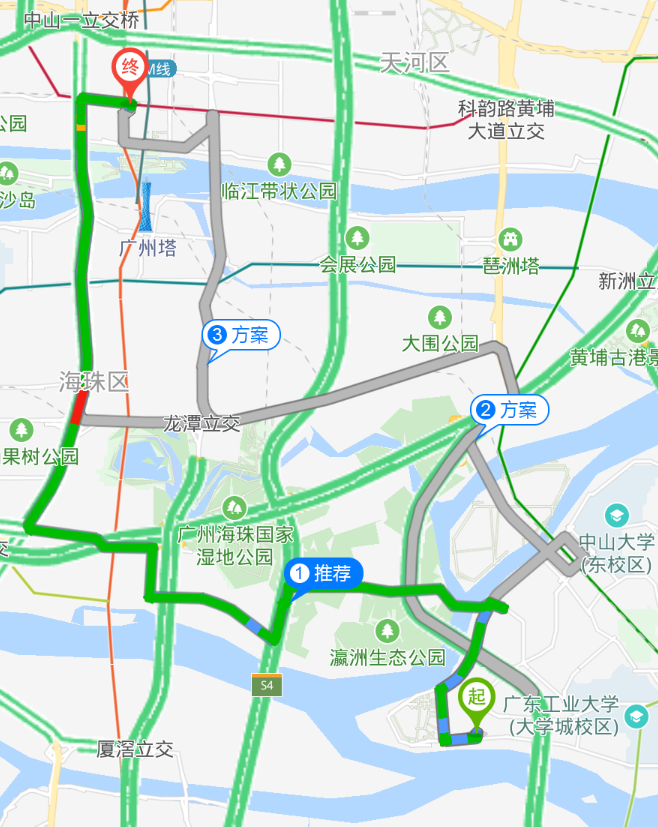 中山一立交桥
天河区
终
M线
科韵路黄埔
大道立交
公园
临江带状公园
沙岛
广州塔
会展公园
琶洲塔
新洲立
3 方案
大围公园
黄埔古港景
海珠区
2 方案
龙潭立交
果树公园
广州海珠国家
湿地公园
中山大学
(东校区)
交
1 推荐
瀛洲生态公园
S4
起
广东工业大学
(大学城校区)
厦滘立交